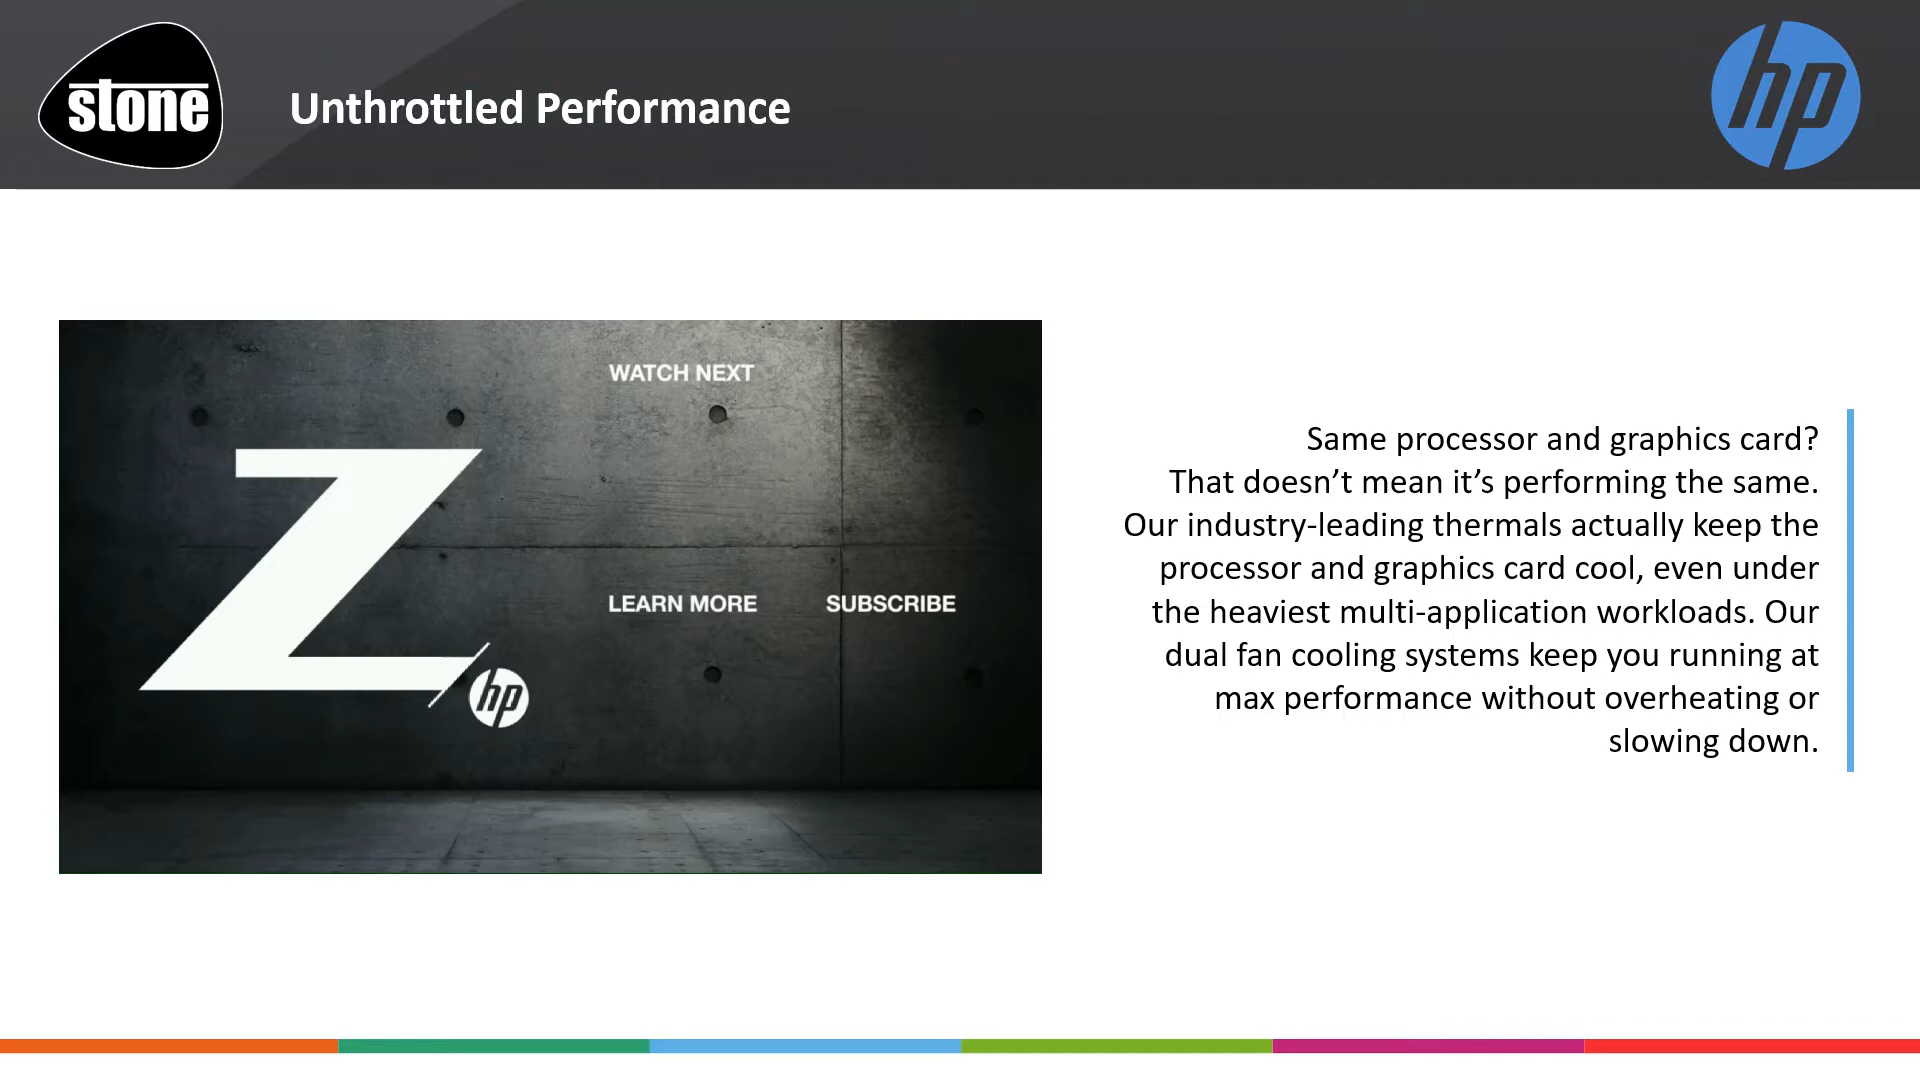 stone
Unthrottled Performance
hp
WATCH NEXT
LEARN MORE
SUBSCRIBE
Z
hp
Same processor and graphics card?
That doesn’t mean it’s performing the same.
Our industry-leading thermals actually keep the
processor and graphics card cool, even under
the heaviest multi-application workloads. Our
dual fan cooling systems keep you running at
max performance without overheating or
slowing down.